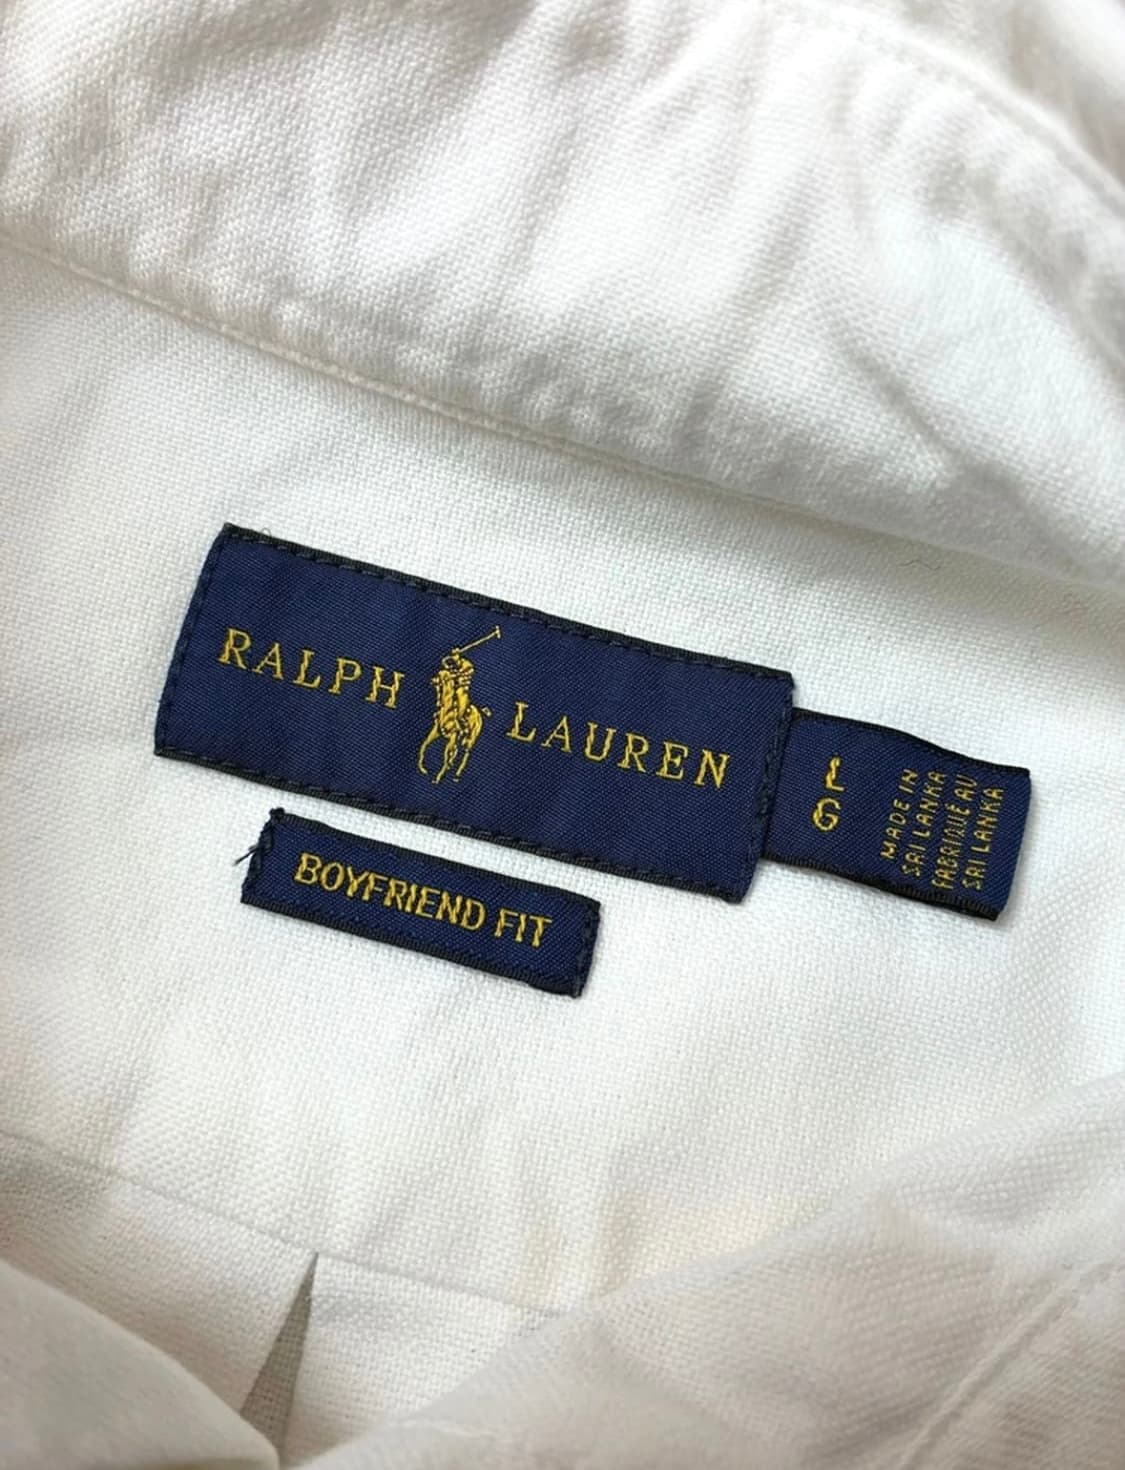 RALPH LAUREN
L
G
MADE IN
SRI LANKA
FABRIQUÉ AU
SRI LANKA
BOYFRIEND FIT